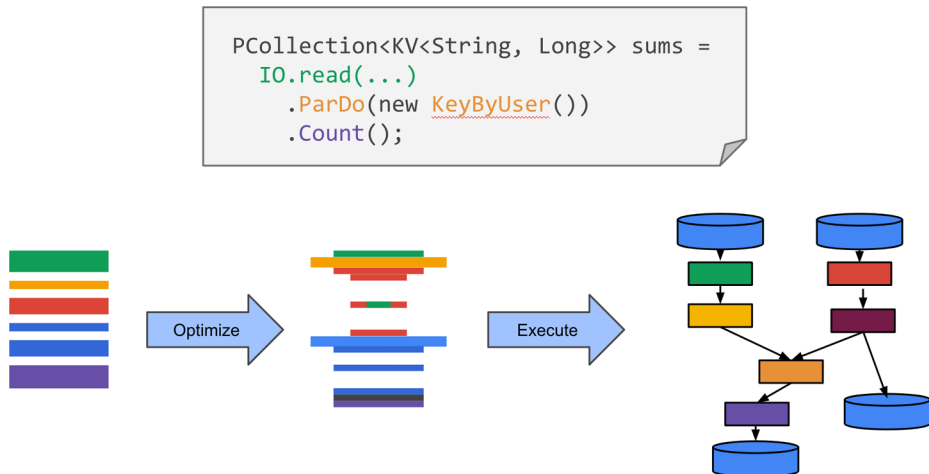 PCollection<KV<String, Long>> sums =
IO.read(...)
.ParDo(new KeyByUser())
.Count();
Optimize
Execute